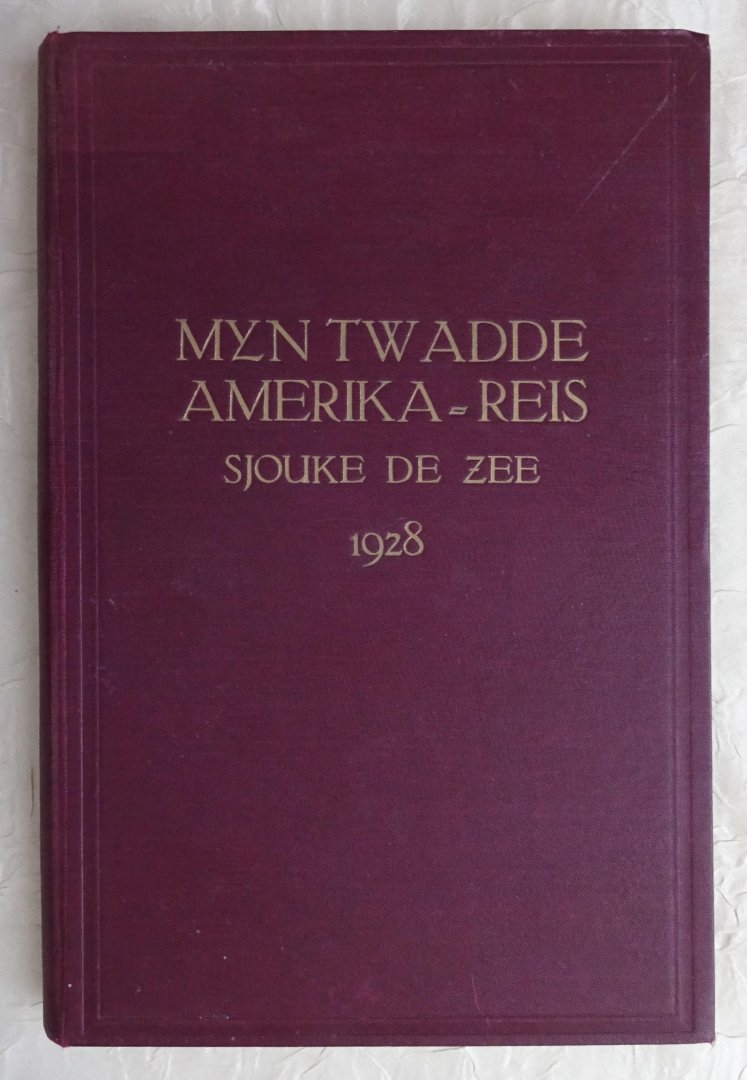 MYN TWADDE
AMERIKA-REIS
SJOUKE DE ZEE
1928